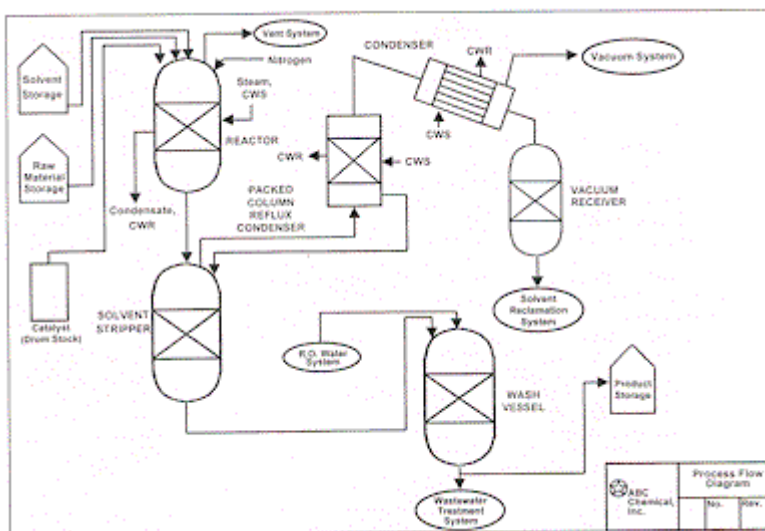 Vent System
Nitrogen
Steam,
CWS
Solvent
Storage
REACTOR
Raw
Material
Storage
Condensate,
CWR
Catalyst
(Drum Stock)
CONDENSER
CWR
Vacuum System
CWS
CWR
CWS
PACKED
COLUMN
REFLUX
CONDENSER
VACUUM
RECEIVER
Solvent
Reclamation
System
SOLVENT
STRIPPER
R.O. Water
System
WASH
VESSEL
Product
Storage
Wastewater
Treatment
System
ABC
Chemical,
Inc.
Process Flow
Diagram
No.
Rev.